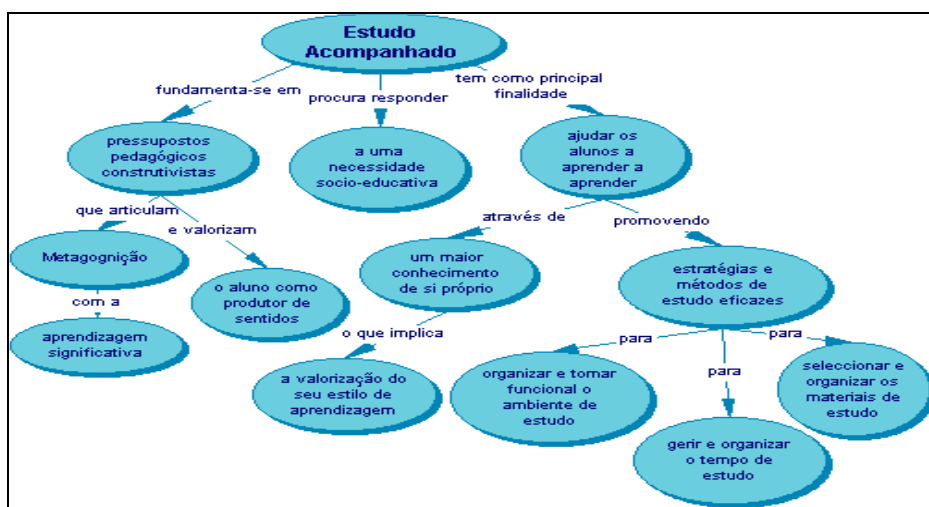 Estudo
Acompanhado
fundamenta-se em
procura responder
tem como principal
finalidade
pressupostos
pedagógicos
construtivistas
a uma
necessidade
socio-educativa
ajudar os
alunos a
aprender a
aprender
que articulam
e valorizam
através de
promovendo
Metagognição
o aluno como
produtor de
sentidos
um maior
conhecimento
de si próprio
estratégias e
métodos de
estudo eficazes
com a
aprendizagem
significativa
o que implica
a valorização do
seu estilo de
aprendizagem
para
para
para
organizar e tornar
funcional o
ambiente de
estudo
gerir e organizar
o tempo de
estudo
seleccionar e
organizar os
materiais de
estudo